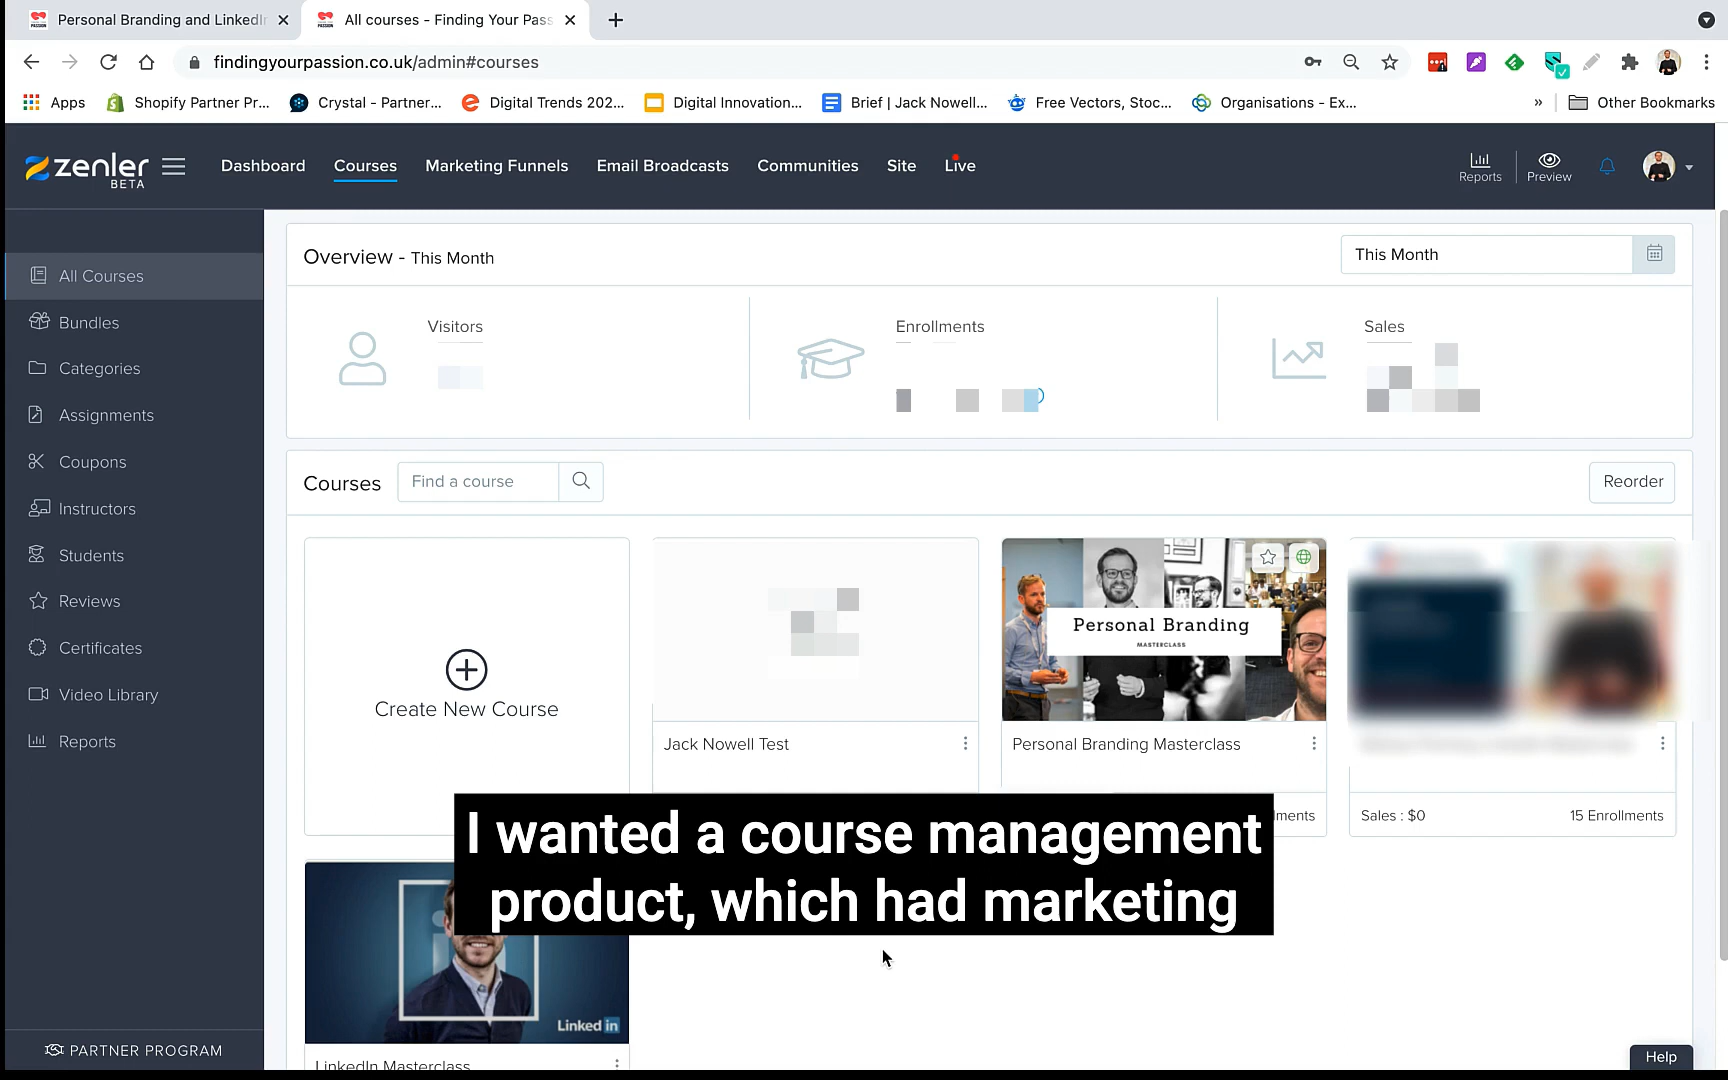 Personal Branding and LinkedIn
All courses - Finding Your Pass
findingyourpassion.co.uk/admin#courses
Apps
Shopify Partner Pr...
Crystal - Partner...
Digital Trends 202...
Digital Innovation...
Brief | Jack Nowell...
Free Vectors, Stoc...
Organisations - Ex...
»
Other Bookmarks
zenler
BETA
Dashboard
Courses
Marketing Funnels
Email Broadcasts
Communities
Site
Live
Reports
Preview
All Courses
Bundles
Categories
Assignments
Coupons
Instructors
Students
Reviews
Certificates
Video Library
Reports
PARTNER PROGRAM
Overview - This Month
This Month
Visitors
Enrollments
Sales
Courses
Find a course
Reorder
Create New Course
Jack Nowell Test
Personal Branding
MASTERCLASS
Personal Branding Masterclass
Sales : $0
15 Enrollments
I wanted a course management
product, which had marketing
Linked in
LinkedIn Masterclass
Help